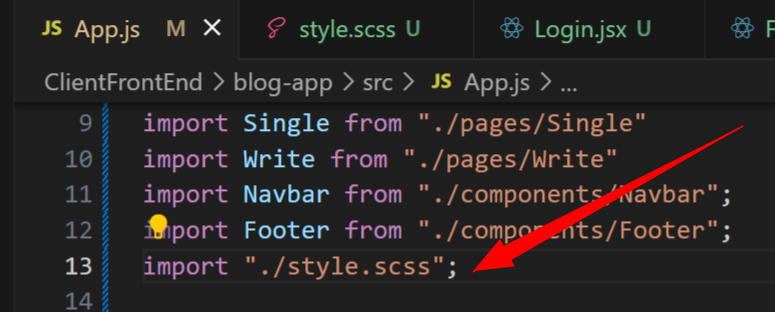 JS App.js M × style.scss U Login.jsx U
ClientFrontEnd > blog-app > src > JS App.js > ...
9 import Single from "./pages/Single"
10 import Write from "./pages/Write"
11 import Navbar from "./components/Navbar";
12 import Footer from "./components/Footer";
13 import "./style.scss";
14